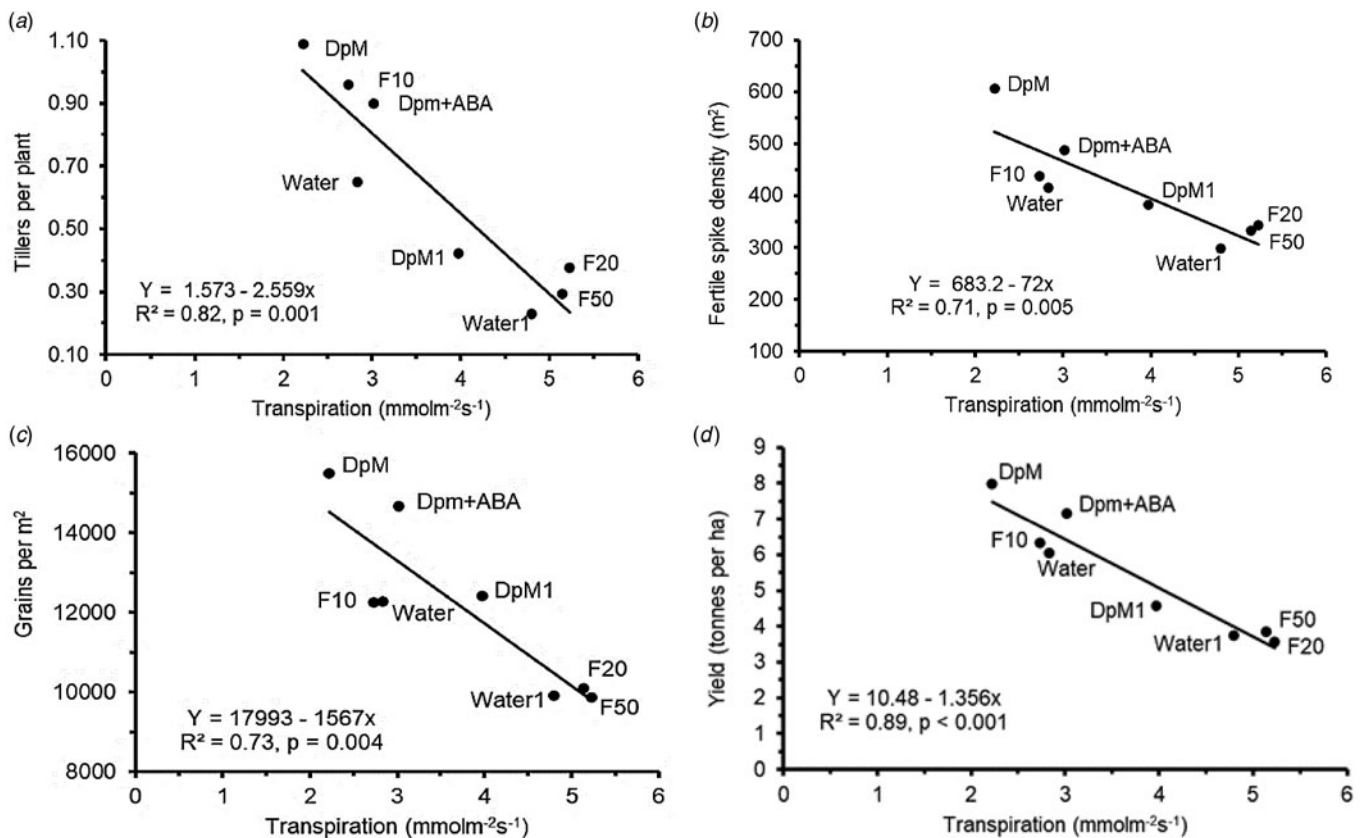 (a)
1.10
0.90
0.70
0.50
0.30
0.10
Tillers per plant
DpM
F10
Dpm+ABA
Water
DpM1
F20
F50
Water1
Y = 1.573 - 2.559x
R² = 0.82, p = 0.001
0 1 2 3 4 5 6
Transpiration (mmolm⁻²s⁻¹)
(b)
700
600
500
400
300
200
100
Fertile spike density (m²)
DpM
Dpm+ABA
F10
Water
DpM1
F20
F50
Water1
Y = 683.2 - 72x
R² = 0.71, p = 0.005
0 1 2 3 4 5 6
Transpiration (mmolm⁻²s⁻¹)
(c)
16000
14000
12000
10000
8000
Grains per m²
DpM
Dpm+ABA
F10 Water
DpM1
F20
Water1
F50
Y = 17993 - 1567x
R² = 0.73, p = 0.004
0 1 2 3 4 5 6
Transpiration (mmolm⁻²s⁻¹)
(d)
9
8
7
6
5
4
3
2
1
0
Yield (tonnes per ha)
DpM
Dpm+ABA
F10
Water
DpM1
F50
Water1
F20
Y = 10.48 - 1.356x
R² = 0.89, p < 0.001
0 1 2 3 4 5 6
Transpiration (mmolm⁻²s⁻¹)